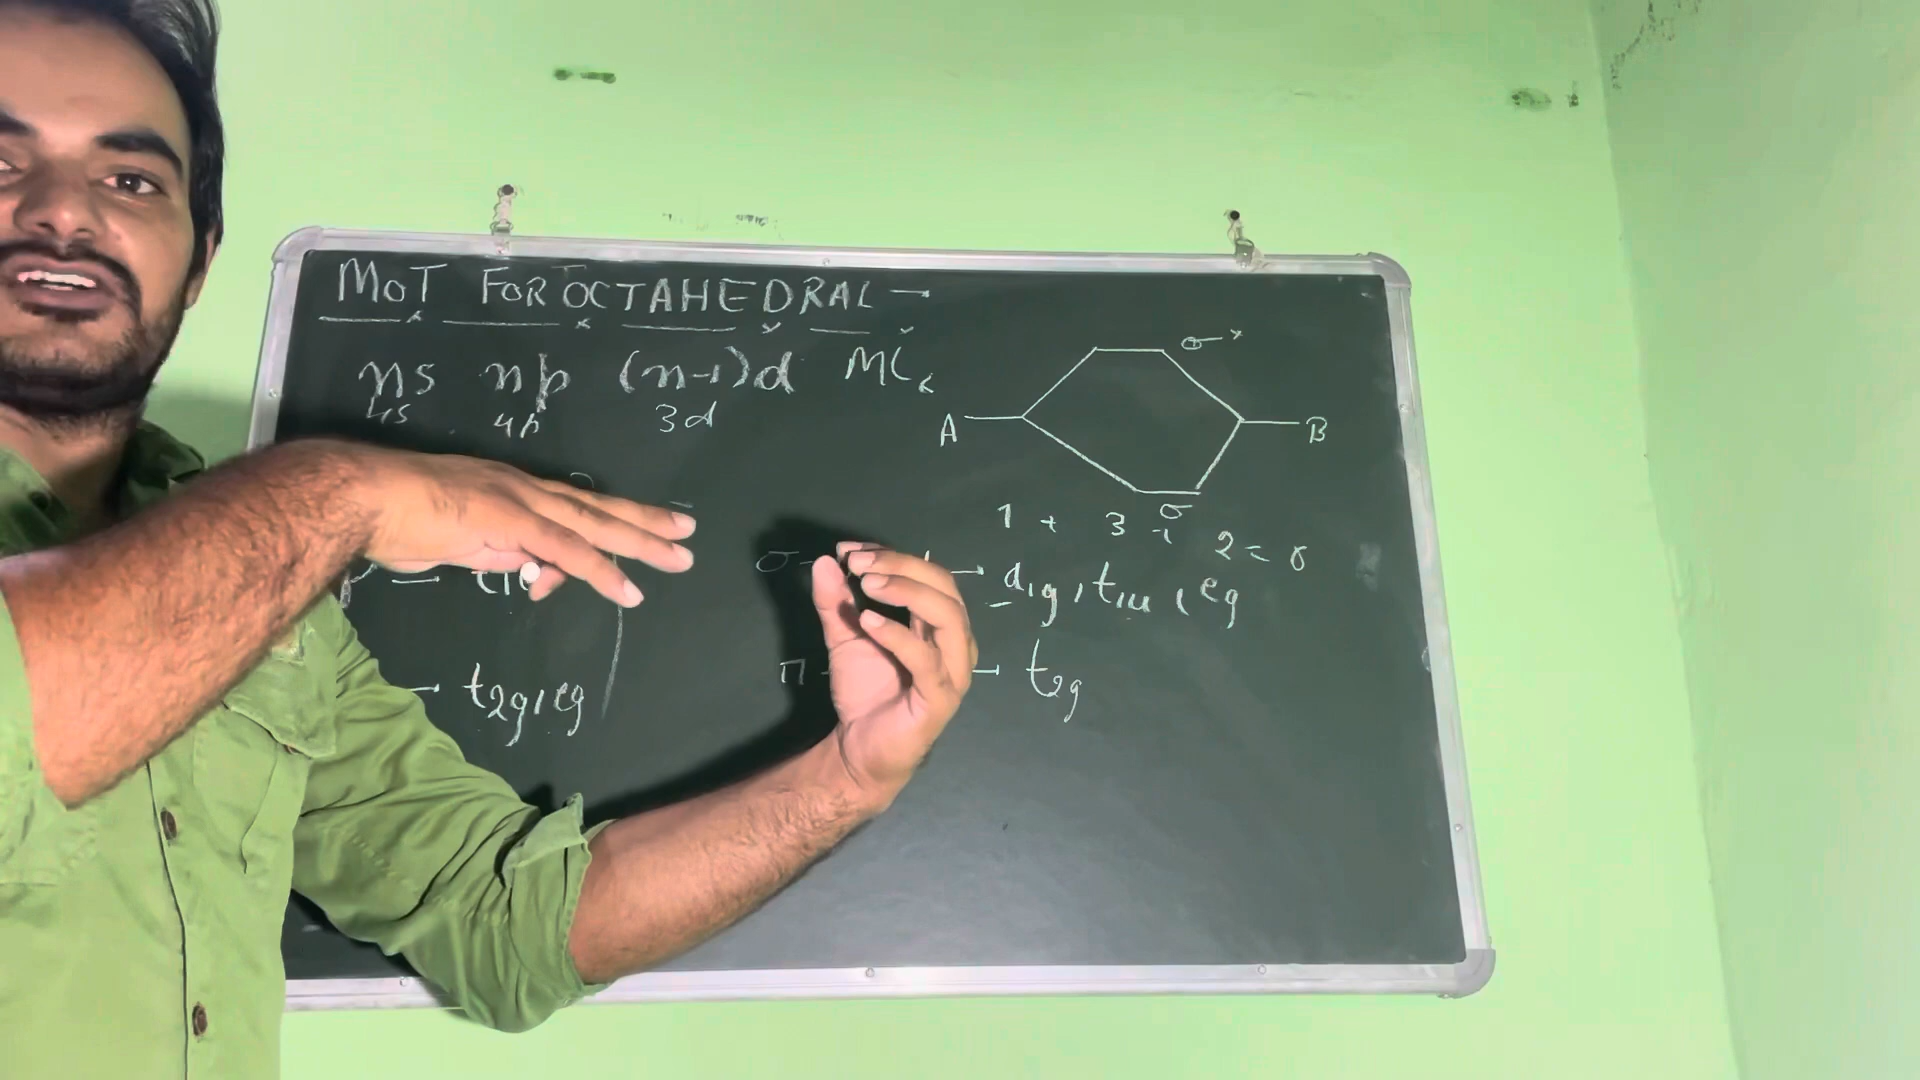 MOT FOR OCTAHEDRAL →
ns np (n-1)d ML6
4s 4p 3d
σ*
A B
σ
1 + 3 + 2 = 6
σ → a1g, t1u, eg
→ t2g, eg
π → t2g